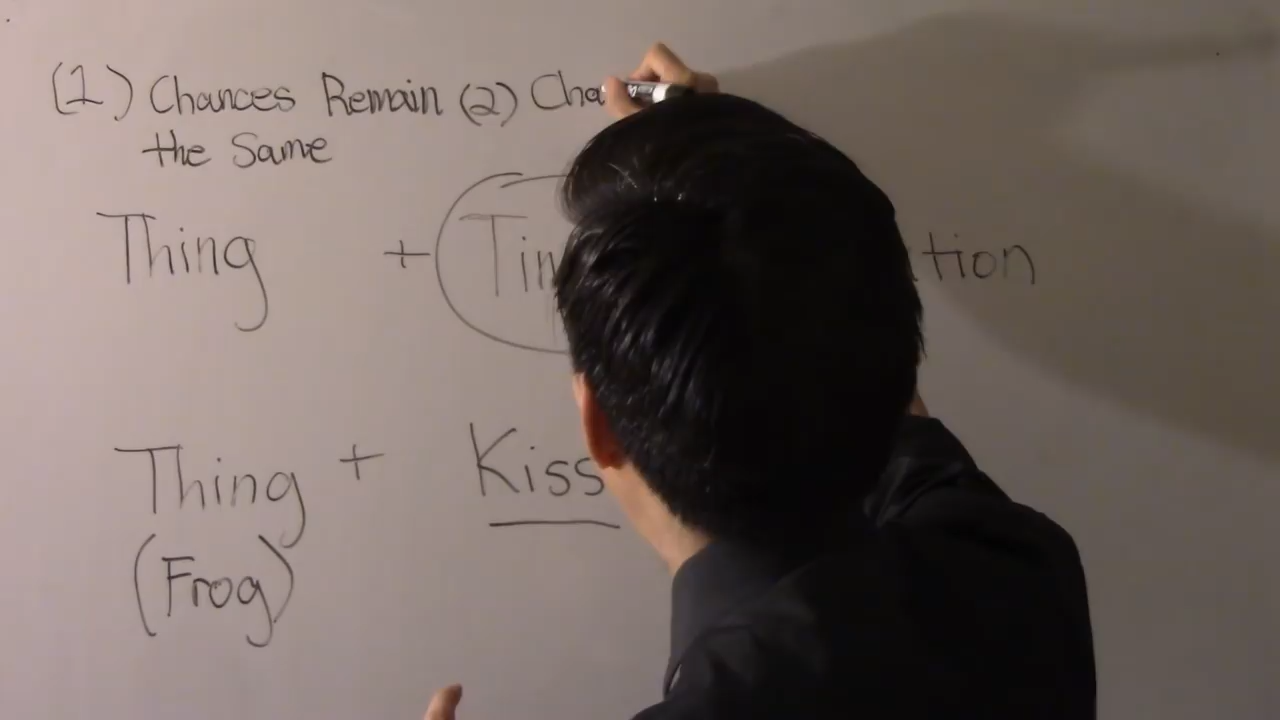 (1) Chances Remain (2) Cha
the Same
Thing + Tim tion
Thing + Kiss
(Frog)